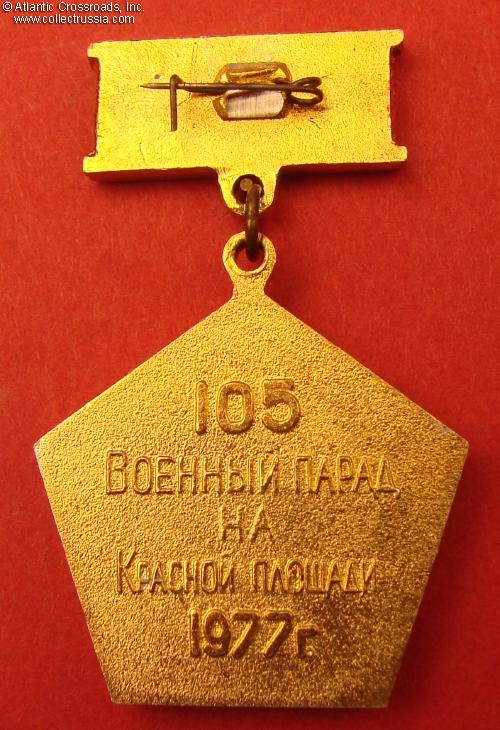 © Atlantic Crossroads, Inc.
www.collectrussia.com
105
Военный парад
на
Красной площади
1977г.